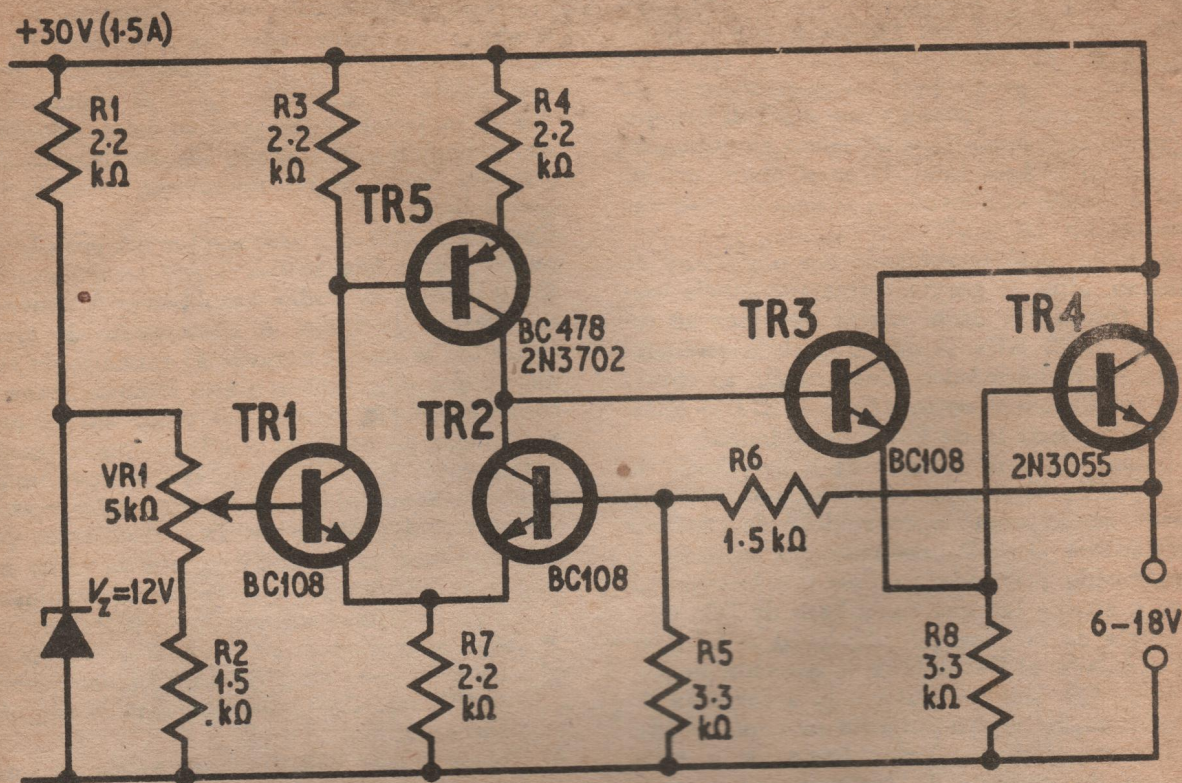 +30V (1·5A)
R1
2·2
kΩ
R3
2·2
kΩ
R4
2·2
kΩ
TR5
BC478
2N3702
TR3
BC108
TR4
2N3055
TR1
BC108
TR2
BC108
VR1
5kΩ
R6
1·5kΩ
Vz=12V
R2
1·5
.kΩ
R7
2·2
kΩ
R5
3·3
kΩ
R8
3·3
kΩ
6–18V